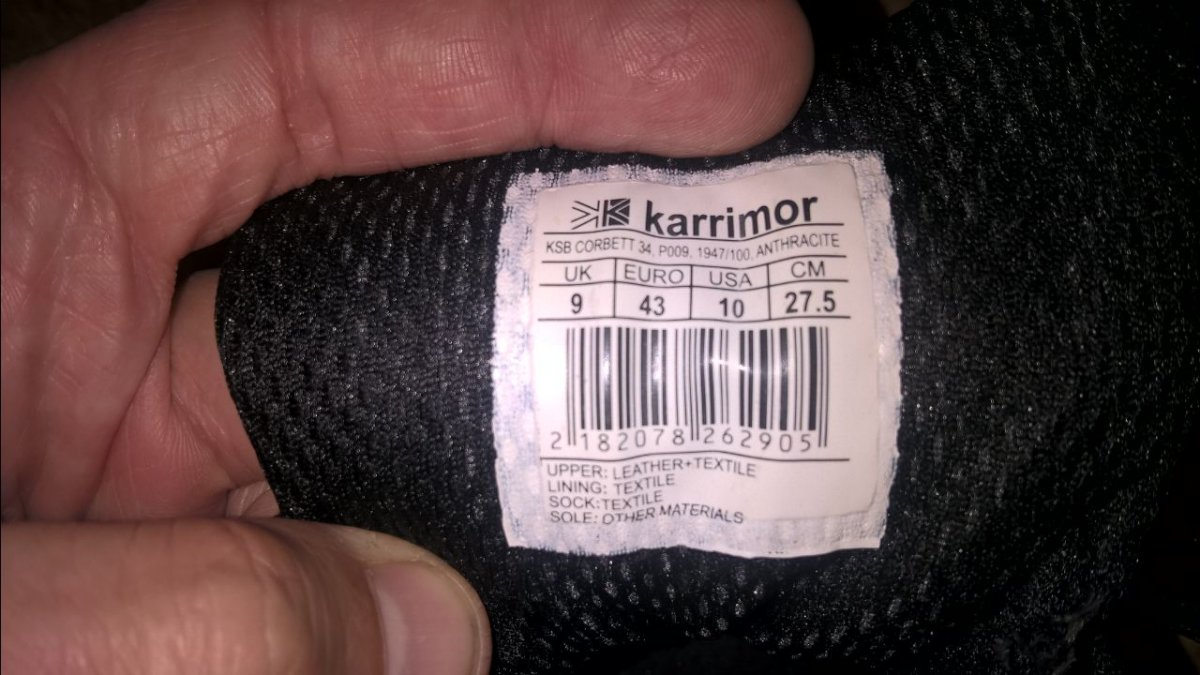 karrimor
KSB CORBETT 34, P009, 1947/100, ANTHRACITE
UK EURO USA CM
9 43 10 27.5
2 182078 262905
UPPER: LEATHER+TEXTILE
LINING: TEXTILE
SOCK:TEXTILE
SOLE: OTHER MATERIALS